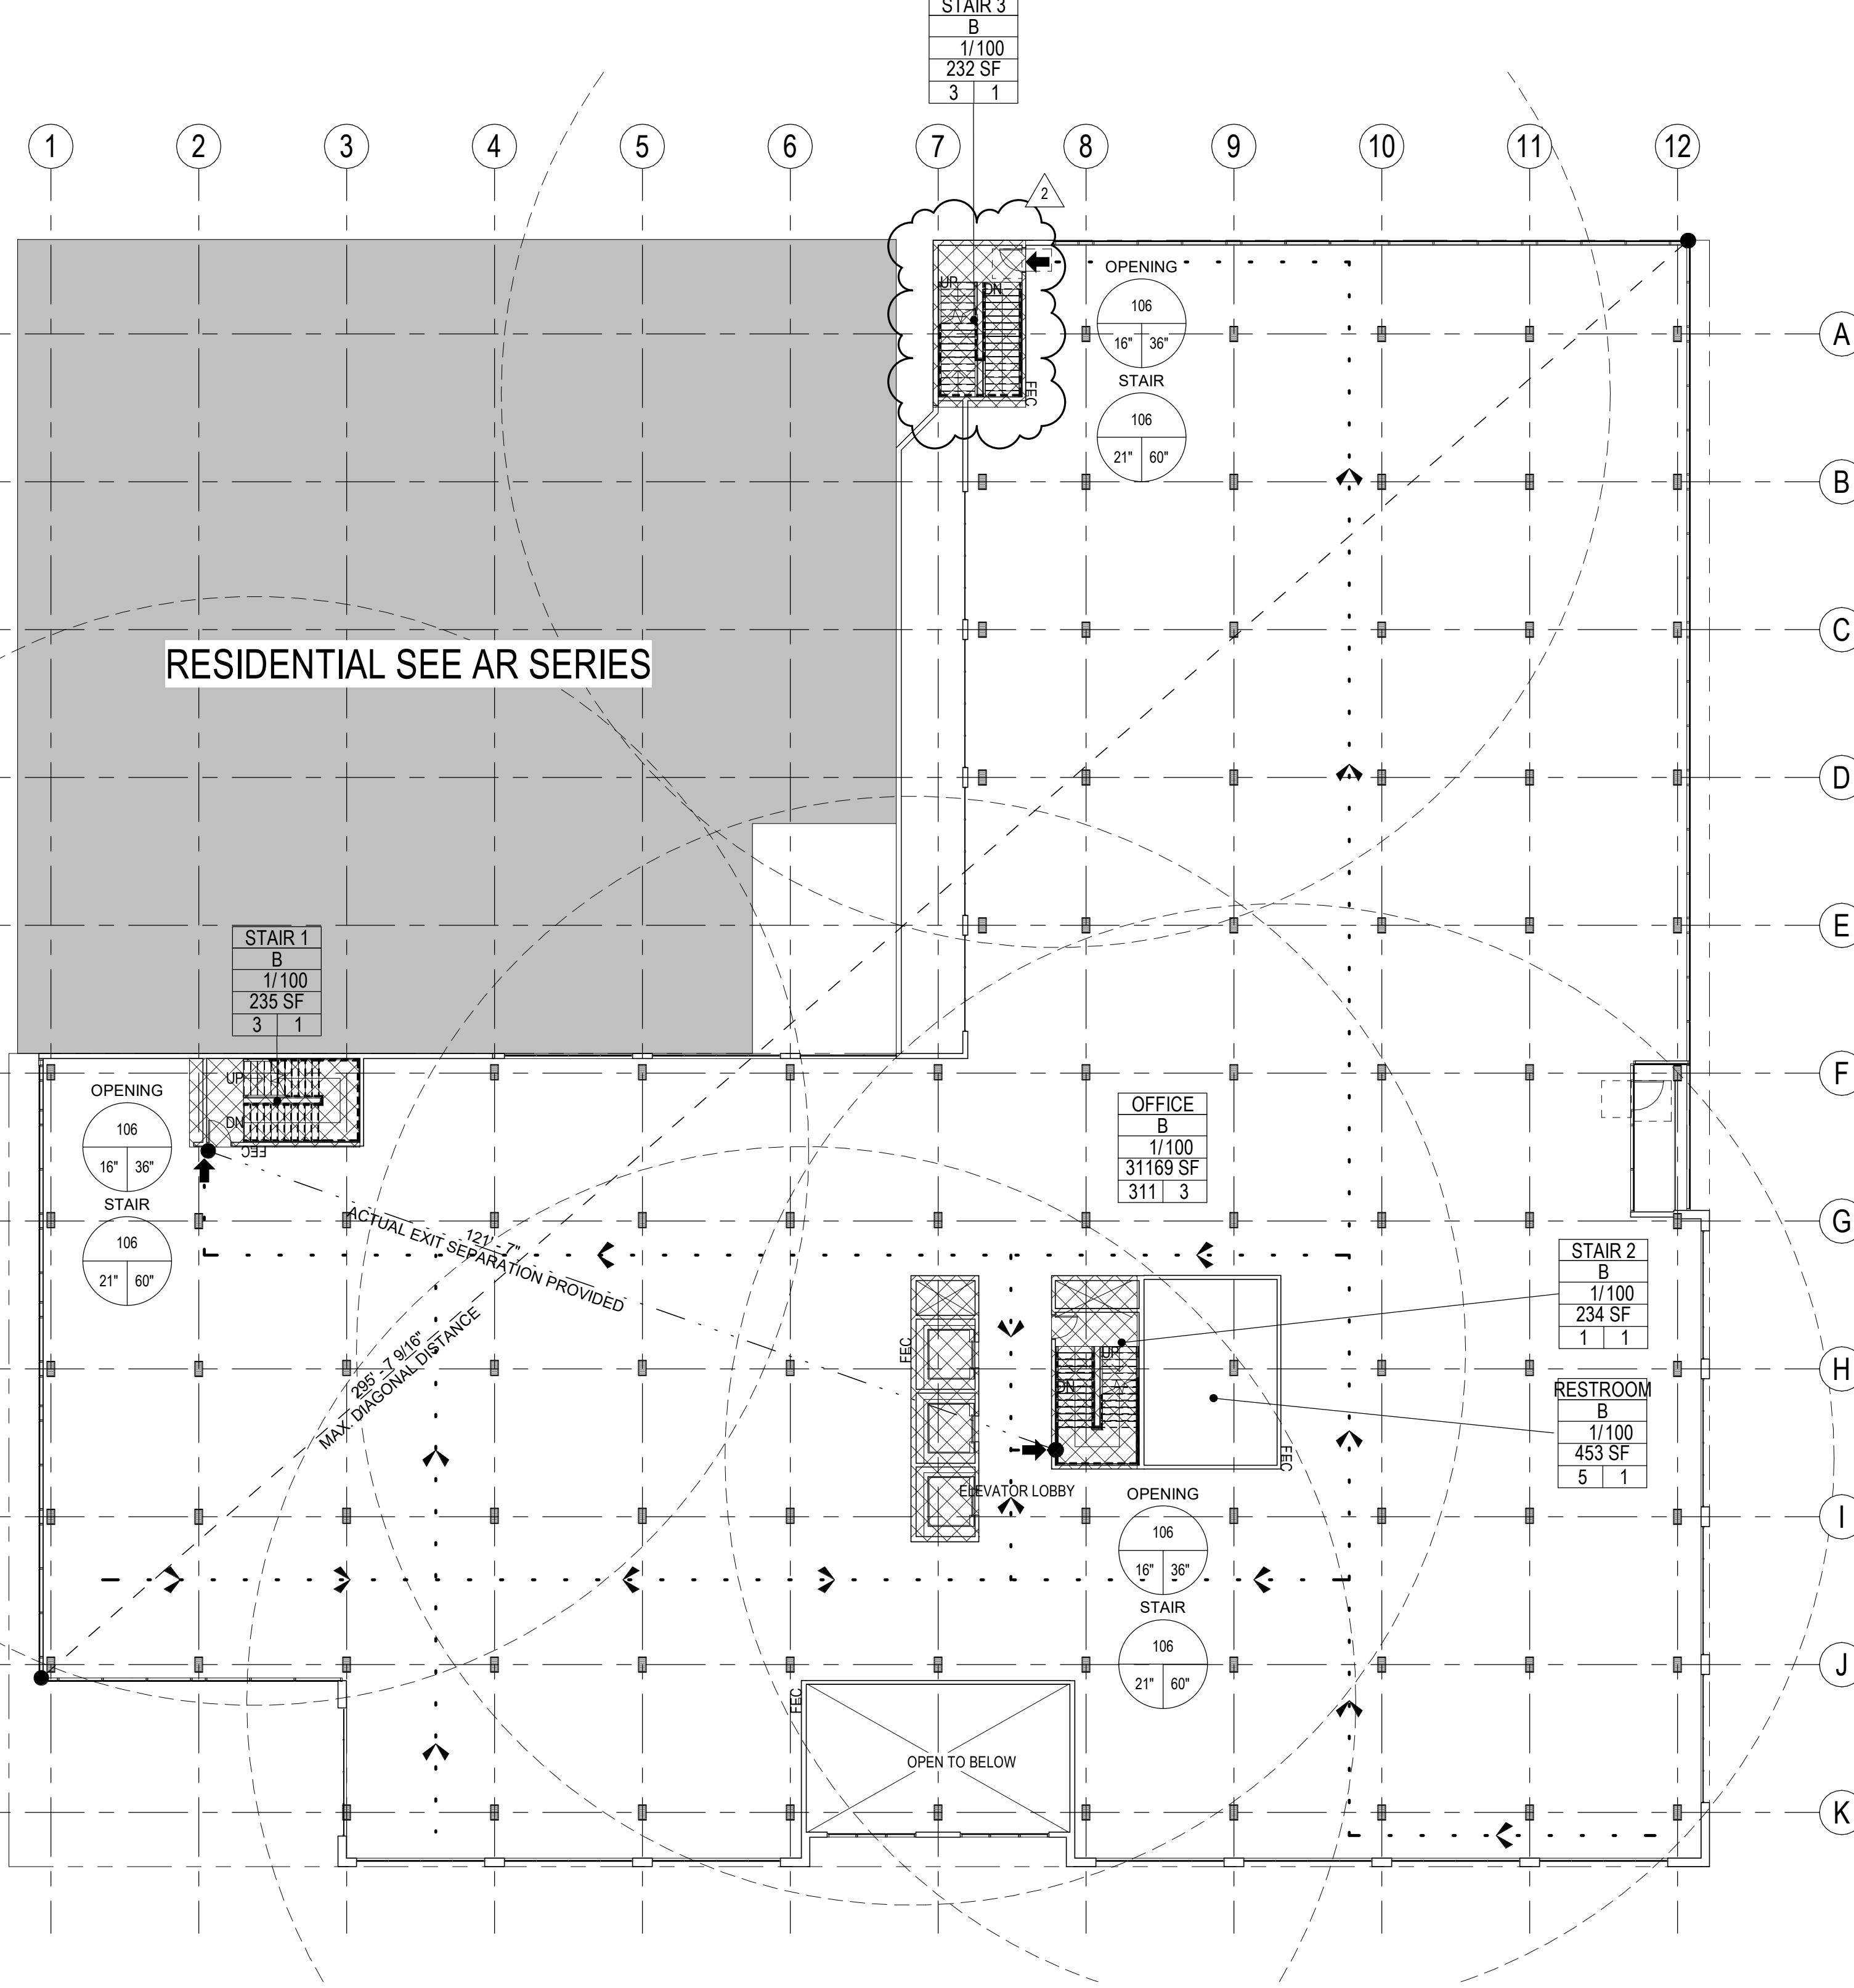 STAIR 3
B
1/100
232 SF
3 1
1 2 3 4 5 6 7 8 9 10 11 12
2
UP
DN
FEC
OPENING
106
16" 36"
STAIR
106
21" 60"
A
B
C
D
E
F
G
H
I
J
K
RESIDENTIAL SEE AR SERIES
STAIR 1
B
1/100
235 SF
3 1
UP
DN
FEC
OPENING
106
16" 36"
STAIR
106
21" 60"
121' - 7"
ACTUAL EXIT SEPARATION PROVIDED
295' - 7 9/16"
MAX. DIAGONAL DISTANCE
OFFICE
B
1/100
31169 SF
311 3
STAIR 2
B
1/100
234 SF
1 1
RESTROOM
B
1/100
453 SF
5 1
FEC
UP
DN
FEC
ELEVATOR LOBBY
OPENING
106
16" 36"
STAIR
106
21" 60"
FEC
OPEN TO BELOW